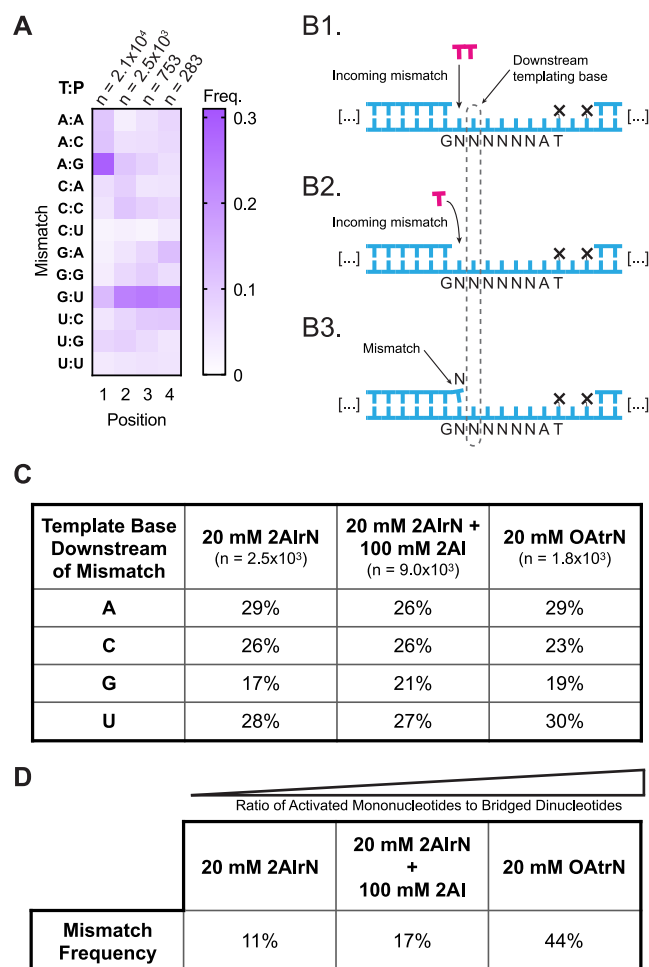 A
T:P
n = 2.1x10⁴
n = 2.5x10³
n = 753
n = 283
Freq.
Mismatch
A:A
A:C
A:G
C:A
C:C
C:U
G:A
G:G
G:U
U:C
U:G
U:U
0.3
0.2
0.1
0
1 2 3 4
Position
B1.
Incoming mismatch
Downstream
templating base
[...] [...]
GNNNNNNAT
B2.
Incoming mismatch
[...] [...]
GNNNNNNAT
B3.
Mismatch
N
[...] [...]
GNNNNNNAT
C
Template Base
Downstream
of Mismatch
20 mM 2AIrN
(n = 2.5x10³)
20 mM 2AIrN +
100 mM 2AI
(n = 9.0x10³)
20 mM OAtrN
(n = 1.8x10³)
A 29% 26% 29%
C 26% 26% 23%
G 17% 21% 19%
U 28% 27% 30%
D
Ratio of Activated Mononucleotides to Bridged Dinucleotides
20 mM 2AIrN
20 mM 2AIrN
+
100 mM 2AI
20 mM OAtrN
Mismatch
Frequency
11% 17% 44%